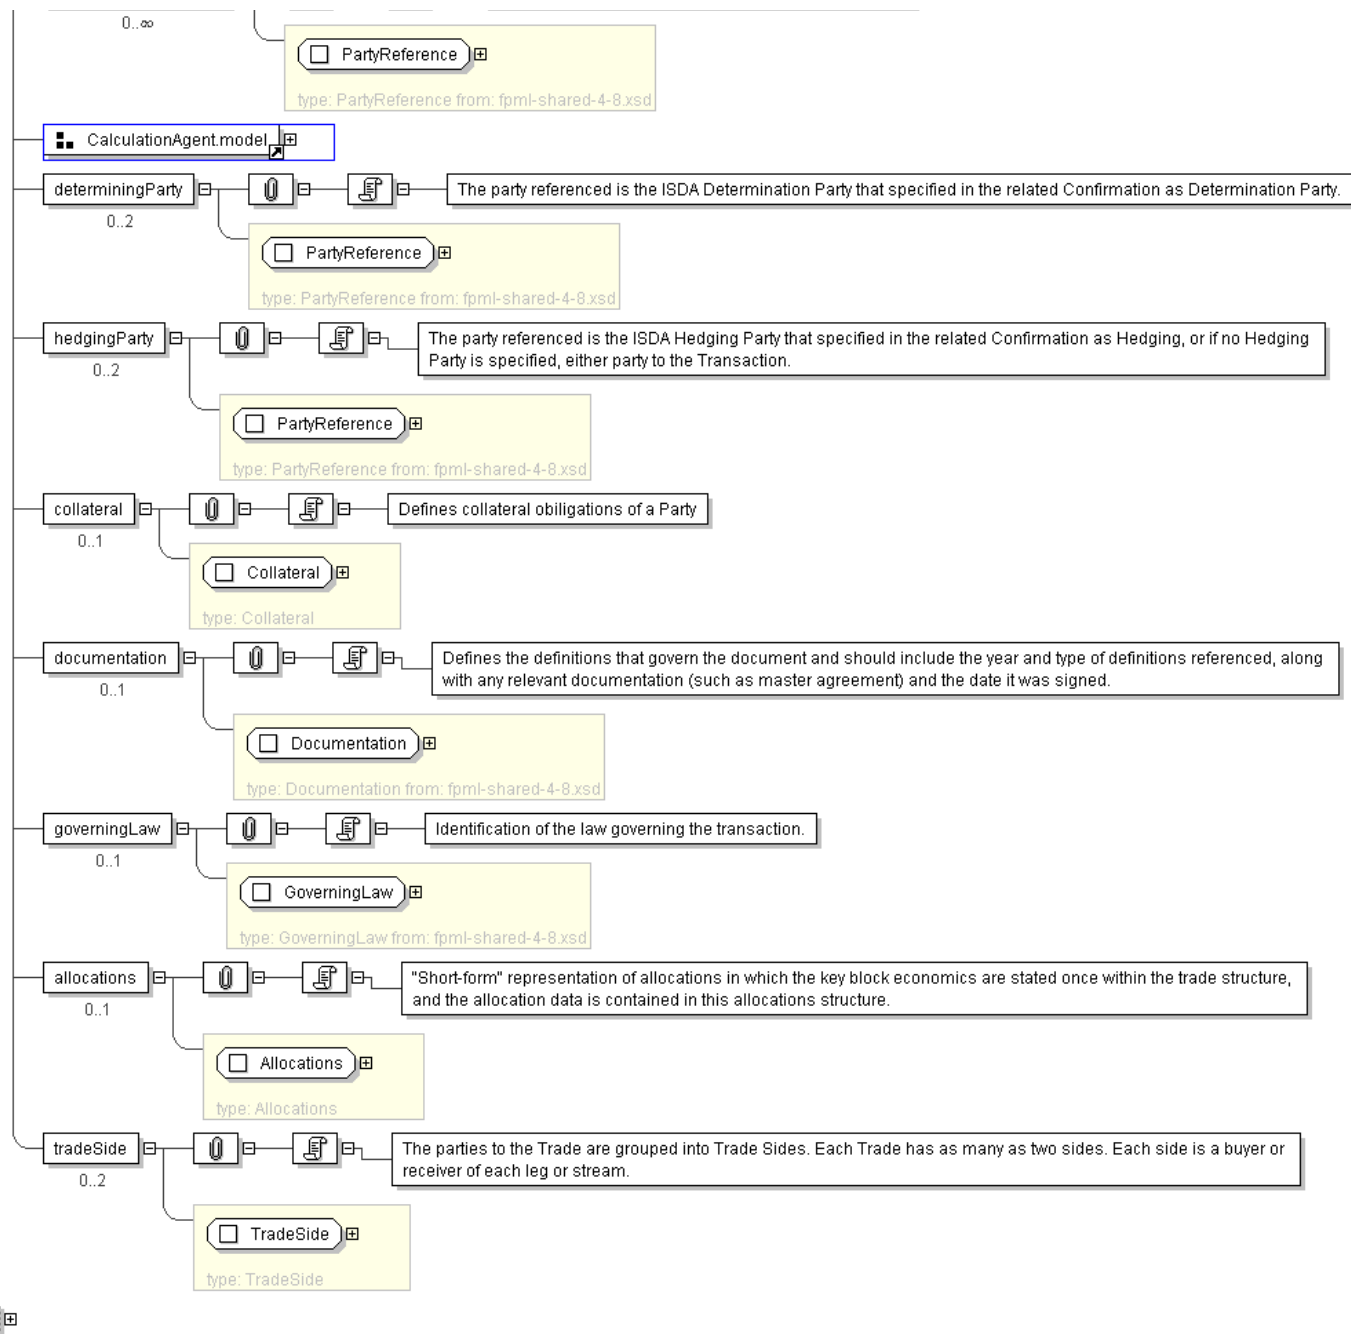 0..∞
PartyReference
type: PartyReference from: fpml-shared-4-8.xsd
CalculationAgent.model
determiningParty
The party referenced is the ISDA Determination Party that specified in the related Confirmation as Determination Party.
0..2
PartyReference
type: PartyReference from: fpml-shared-4-8.xsd
hedgingParty
The party referenced is the ISDA Hedging Party that specified in the related Confirmation as Hedging, or if no Hedging
Party is specified, either party to the Transaction.
0..2
PartyReference
type: PartyReference from: fpml-shared-4-8.xsd
collateral
Defines collateral obiligations of a Party
0..1
Collateral
type: Collateral
documentation
Defines the definitions that govern the document and should include the year and type of definitions referenced, along
with any relevant documentation (such as master agreement) and the date it was signed.
0..1
Documentation
type: Documentation from: fpml-shared-4-8.xsd
governingLaw
Identification of the law governing the transaction.
0..1
GoverningLaw
type: GoverningLaw from: fpml-shared-4-8.xsd
allocations
"Short-form" representation of allocations in which the key block economics are stated once within the trade structure,
and the allocation data is contained in this allocations structure.
0..1
Allocations
type: Allocations
tradeSide
The parties to the Trade are grouped into Trade Sides. Each Trade has as many as two sides. Each side is a buyer or
receiver of each leg or stream.
0..2
TradeSide
type: TradeSide